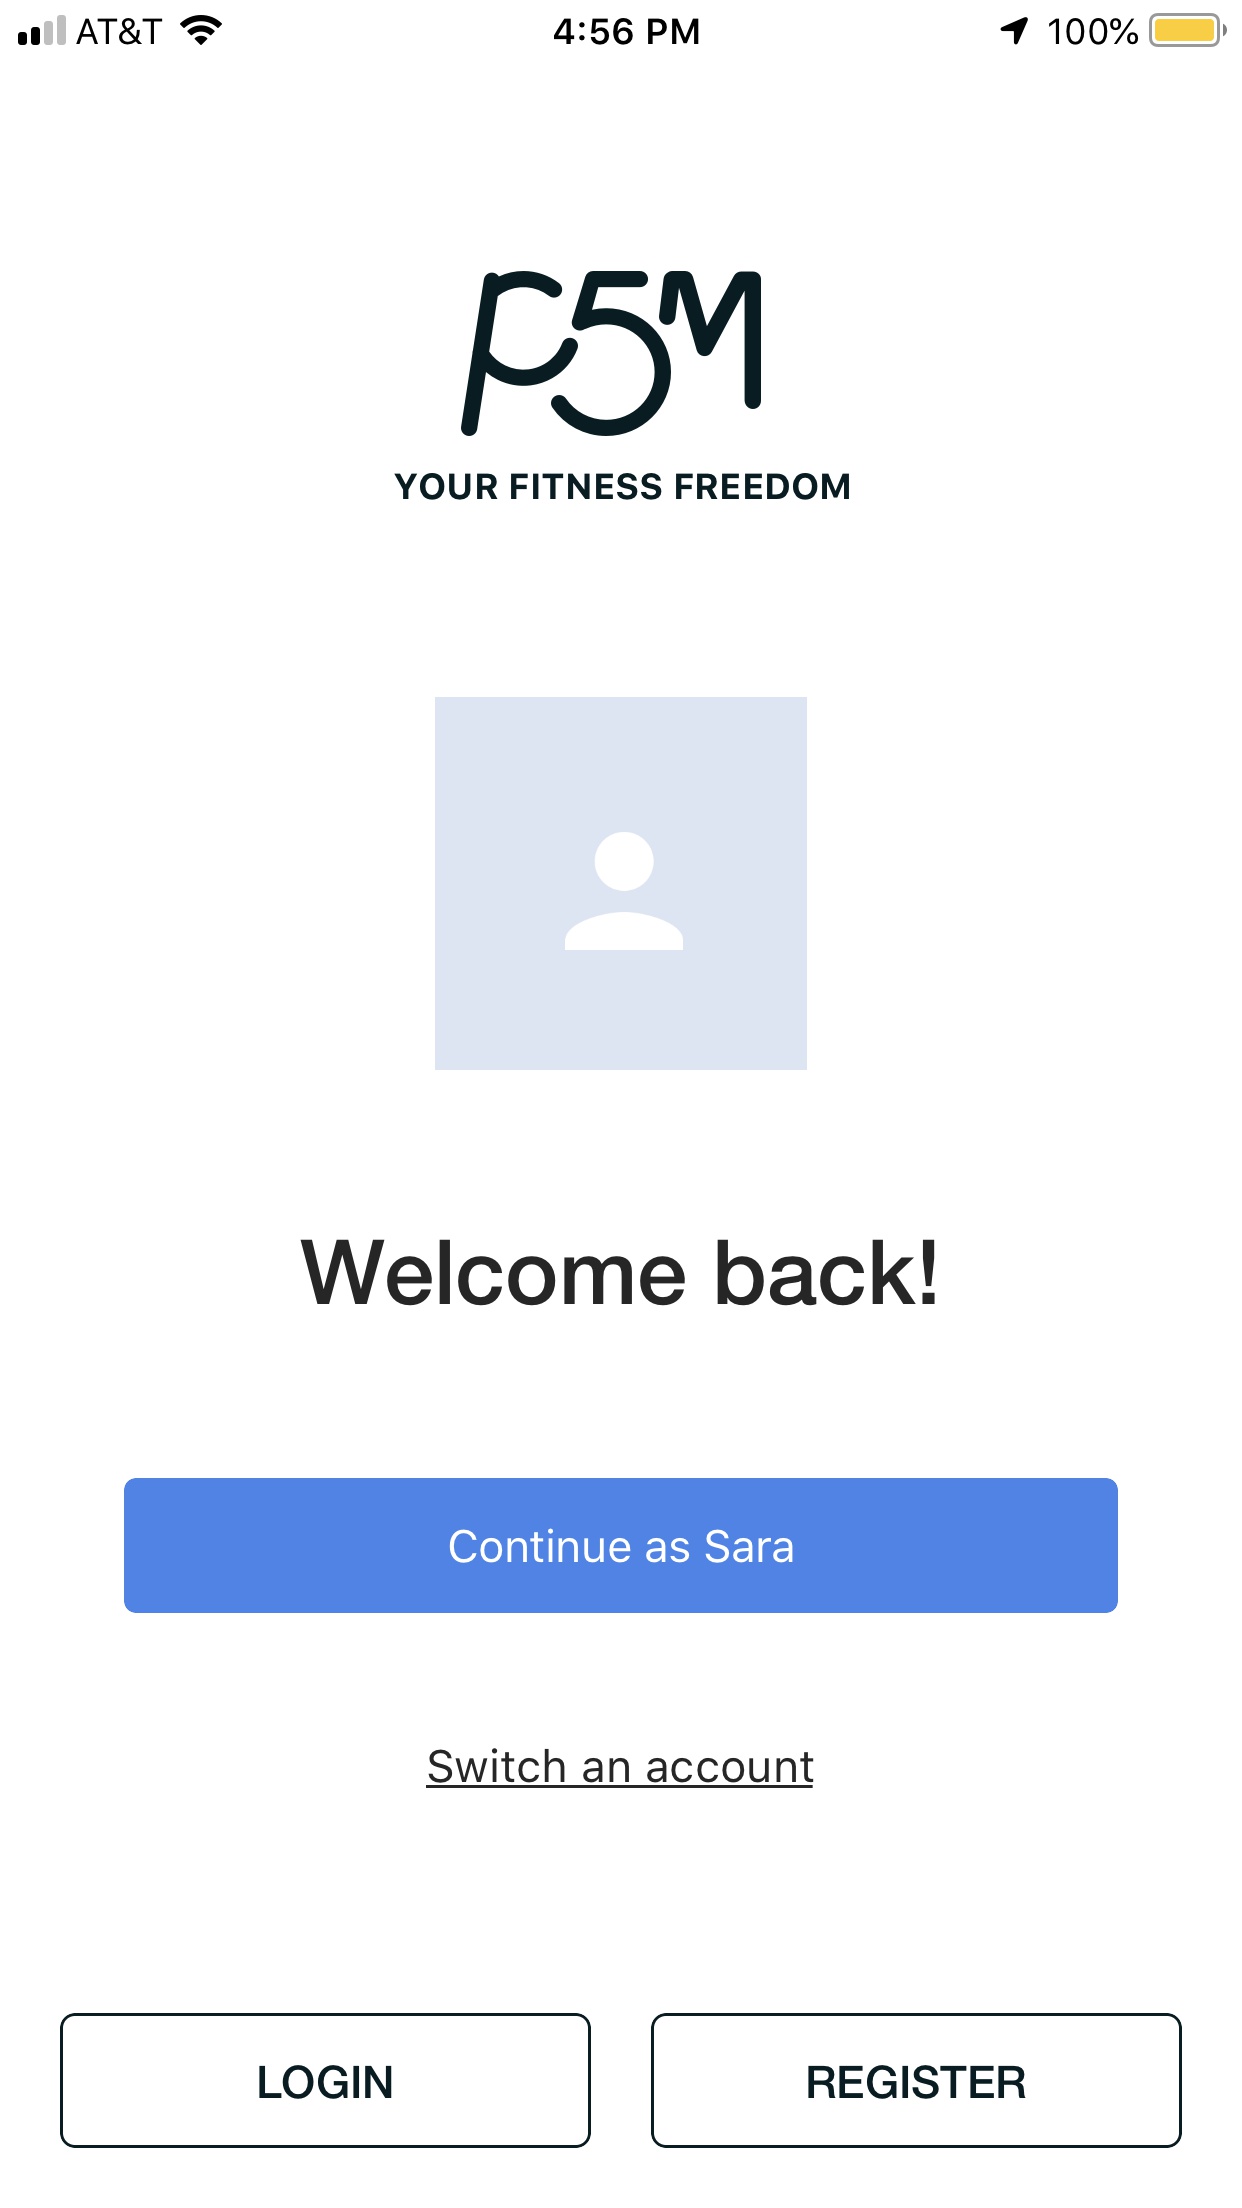 AT&T 4:56 PM 100%
P5M
YOUR FITNESS FREEDOM
Welcome back!
Continue as Sara
Switch an account
LOGIN REGISTER